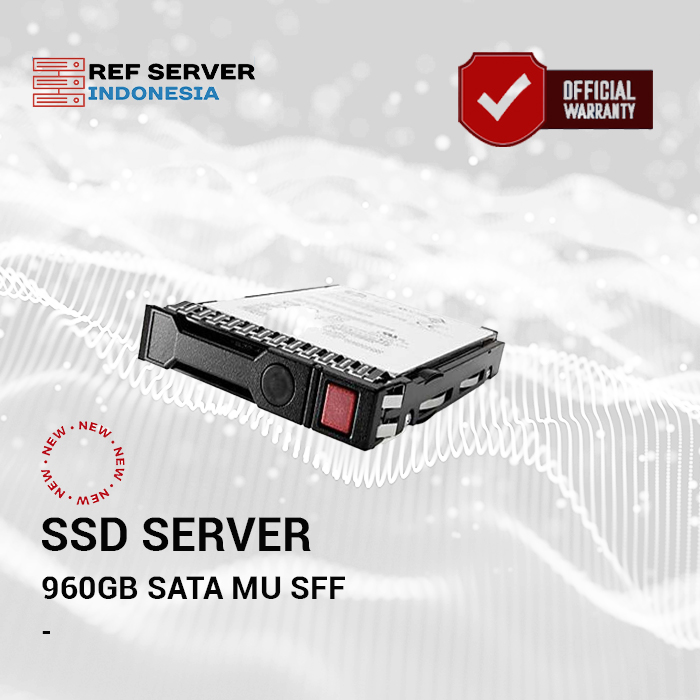 REF SERVER
INDONESIA
OFFICIAL
WARRANTY
NEW • NEW • NEW • NEW • NEW •
SSD SERVER
960GB SATA MU SFF
-